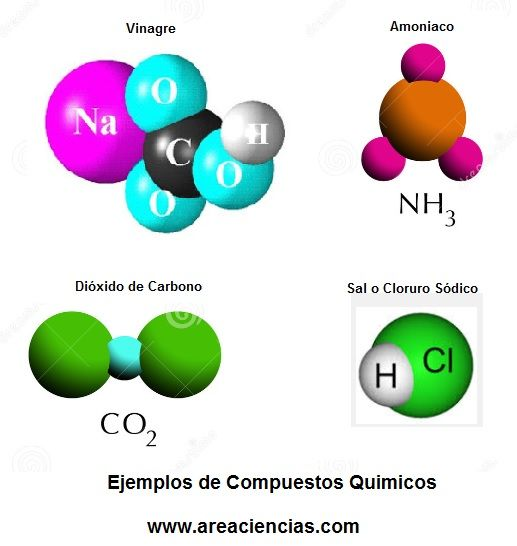 Vinagre
Na
O
C
H
O
O
Amoniaco
NH3
Dióxido de Carbono
CO2
Sal o Cloruro Sódico
H
Cl
Ejemplos de Compuestos Quimicos
www.areaciencias.com